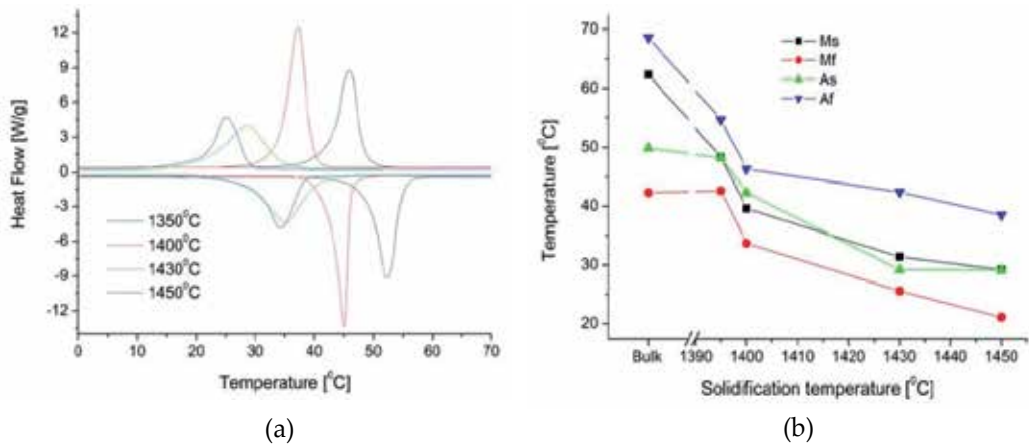 12
9
6
3
0
-3
-6
-9
-12
Heat Flow [W/g]
1350⁰C
1400⁰C
1430⁰C
1450⁰C
0 10 20 30 40 50 60 70
Temperature [⁰C]
(a)
70
60
50
40
30
20
Temperature [⁰C]
Ms
Mf
As
Af
Bulk 1390 1400 1410 1420 1430 1440 1450
Solidification temperature [⁰C]
(b)